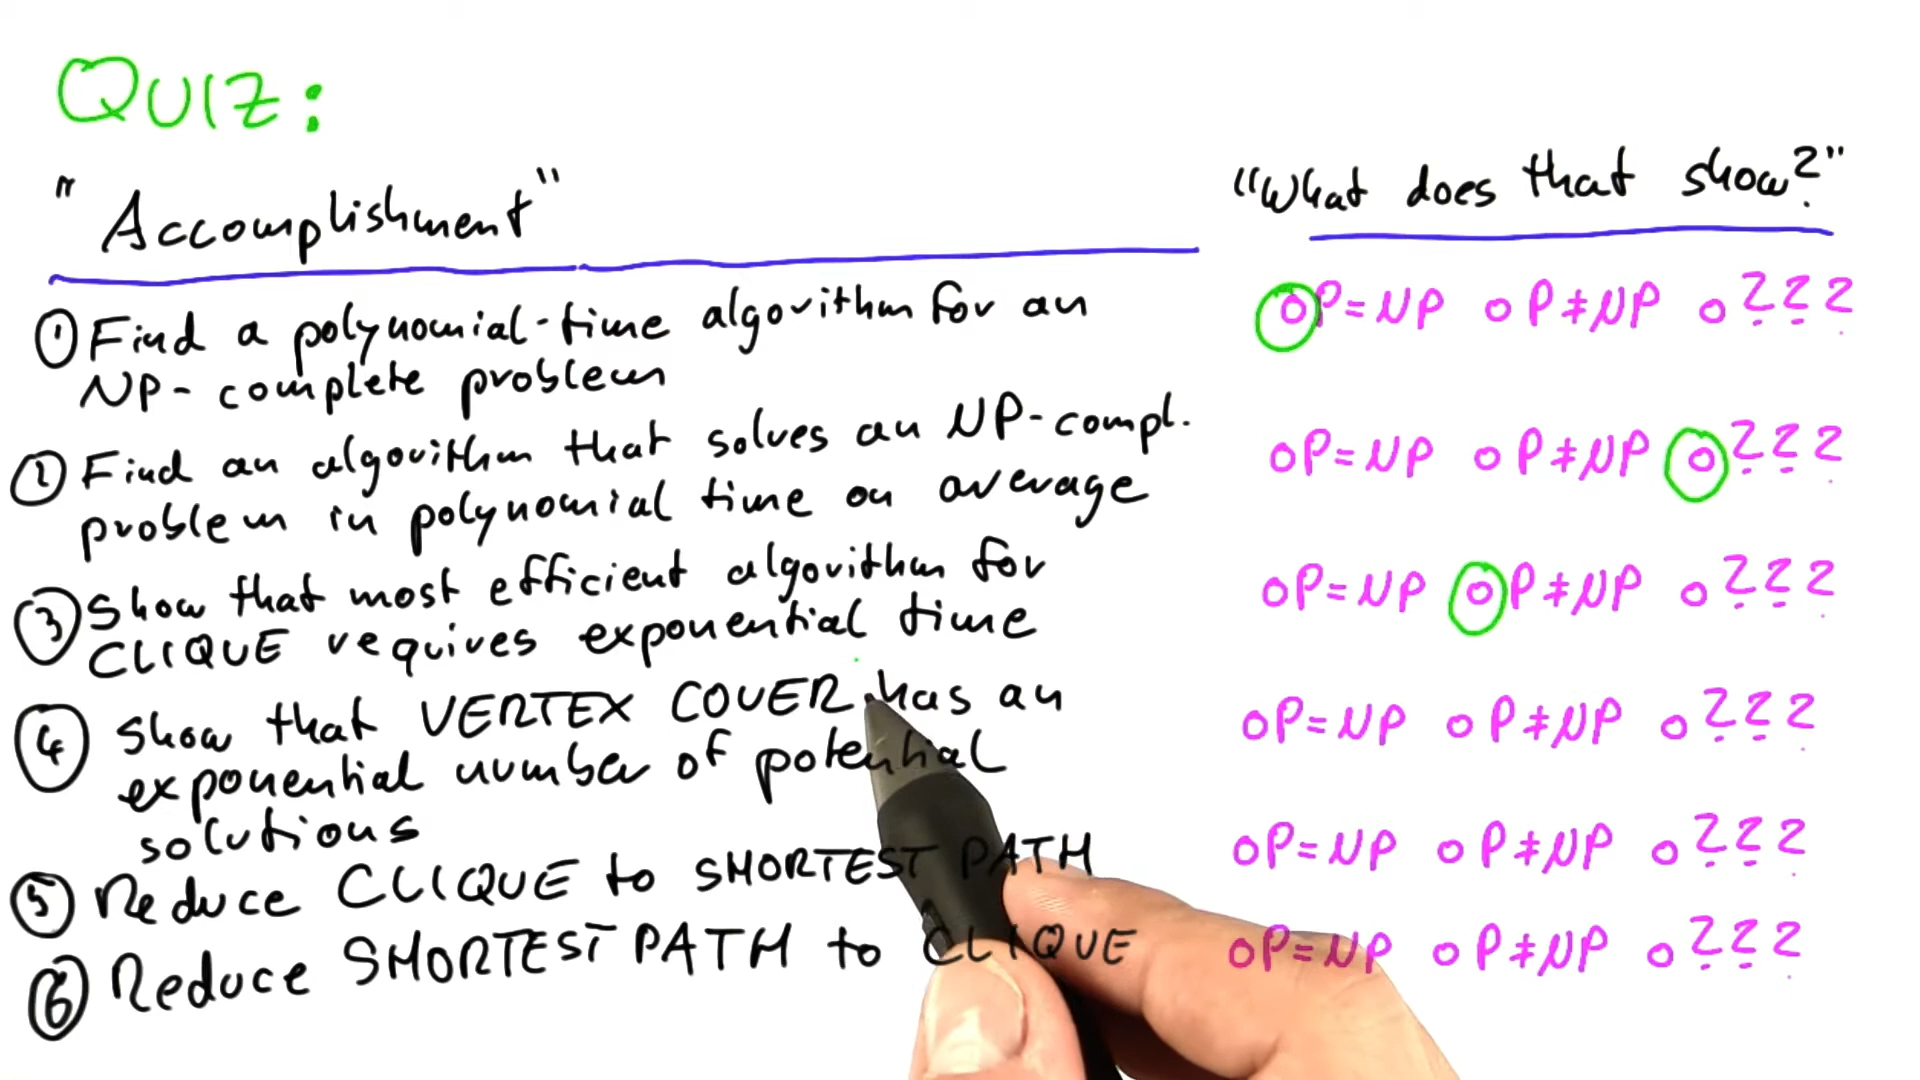 QUIZ:
"Accomplishment" "What does that show?"
① Find a polynomial-time algorithm for an O P=NP O P≠NP O ???
NP-complete problem
② Find an algorithm that solves an NP-compl. O P=NP O P≠NP O ???
problem in polynomial time on average
③ Show that most efficient algorithm for O P=NP O P≠NP O ???
CLIQUE requires exponential time
④ Show that VERTEX COVER has an O P=NP O P≠NP O ???
exponential number of potential
solutions
⑤ Reduce CLIQUE to SHORTEST PATH O P=NP O P≠NP O ???
⑥ Reduce SHORTEST PATH to CLIQUE O P=NP O P≠NP O ???